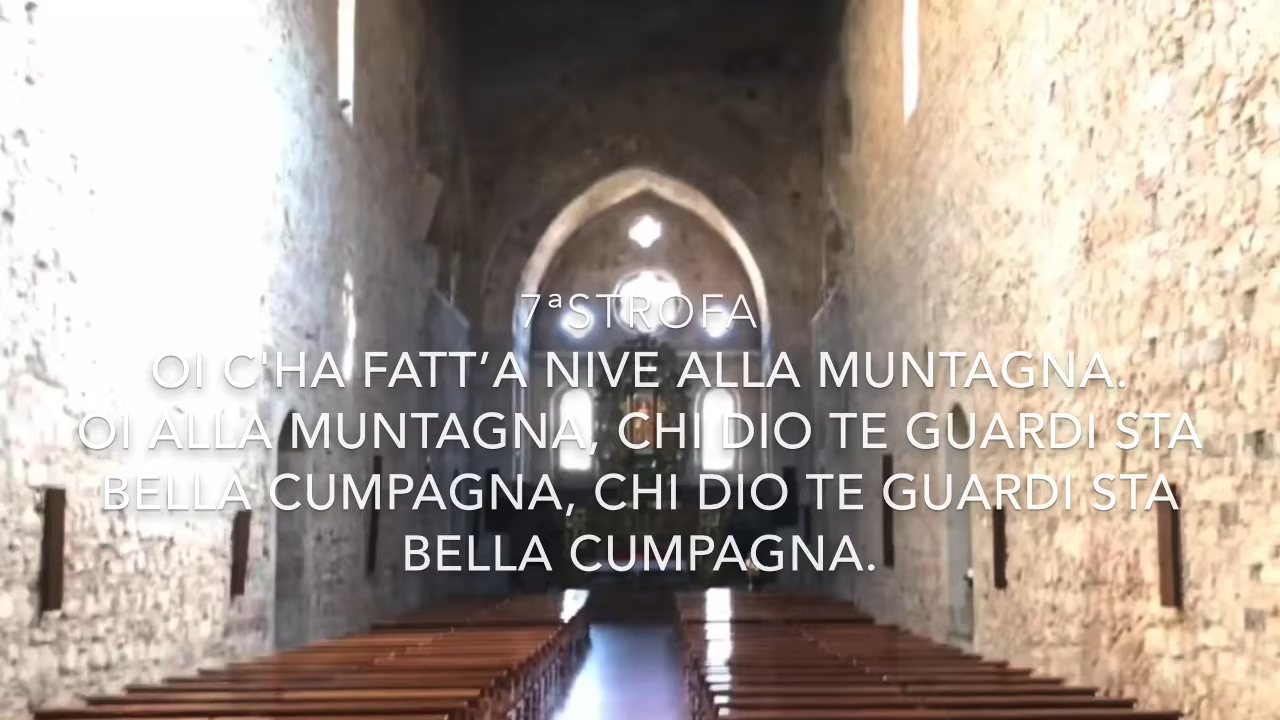 7ªSTROFA
OI C'HA FATT’A NIVE ALLA MUNTAGNA.
OI ALLA MUNTAGNA, CHI DIO TE GUARDI STA
BELLA CUMPAGNA, CHI DIO TE GUARDI STA
BELLA CUMPAGNA.